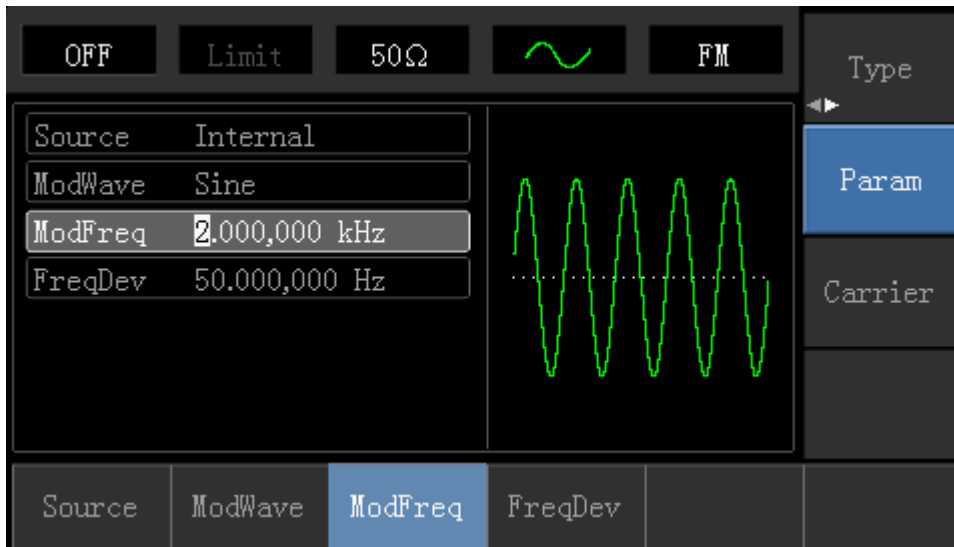 OFF Limit 50Ω FM
Type
Source Internal
ModWave Sine
ModFreq 2.000,000 kHz
FreqDev 50.000,000 Hz
Param
Carrier
Source ModWave ModFreq FreqDev